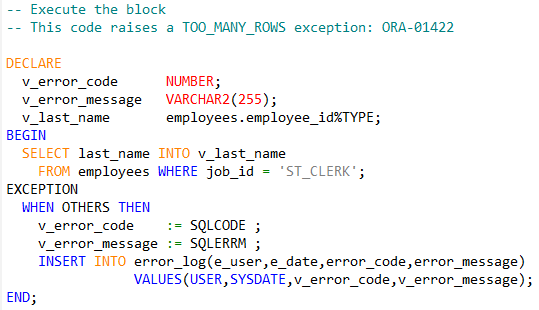 -- Execute the block
-- This code raises a TOO_MANY_ROWS exception: ORA-01422

DECLARE
  v_error_code      NUMBER;
  v_error_message   VARCHAR2(255);
  v_last_name       employees.employee_id%TYPE;
BEGIN
  SELECT last_name INTO v_last_name
    FROM employees WHERE job_id = 'ST_CLERK';
EXCEPTION
  WHEN OTHERS THEN
    v_error_code    := SQLCODE ;
    v_error_message := SQLERRM ;
    INSERT INTO error_log(e_user,e_date,error_code,error_message)
                VALUES(USER,SYSDATE,v_error_code,v_error_message);
END;